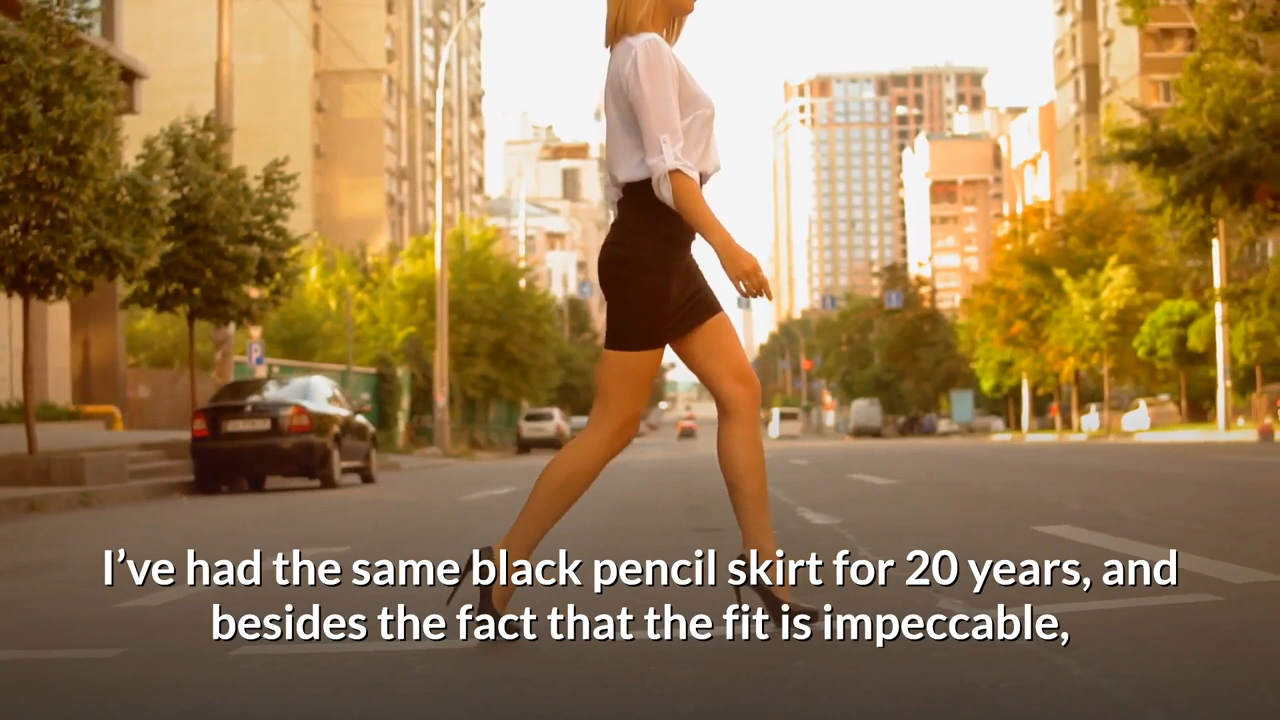 I’ve had the same black pencil skirt for 20 years, and
besides the fact that the fit is impeccable,